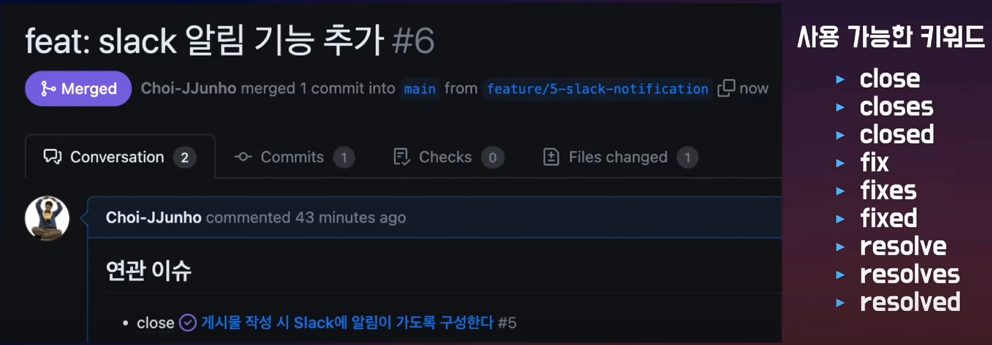 feat: slack 알림 기능 추가 #6
Merged Choi-JJunho merged 1 commit into main from feature/5-slack-notification now
Conversation 2 Commits 1 Checks 0 Files changed 1
Choi-JJunho commented 43 minutes ago
연관 이슈
• close 게시물 작성 시 Slack에 알림이 가도록 구성한다 #5
사용 가능한 키워드
▸ close
▸ closes
▸ closed
▸ fix
▸ fixes
▸ fixed
▸ resolve
▸ resolves
▸ resolved